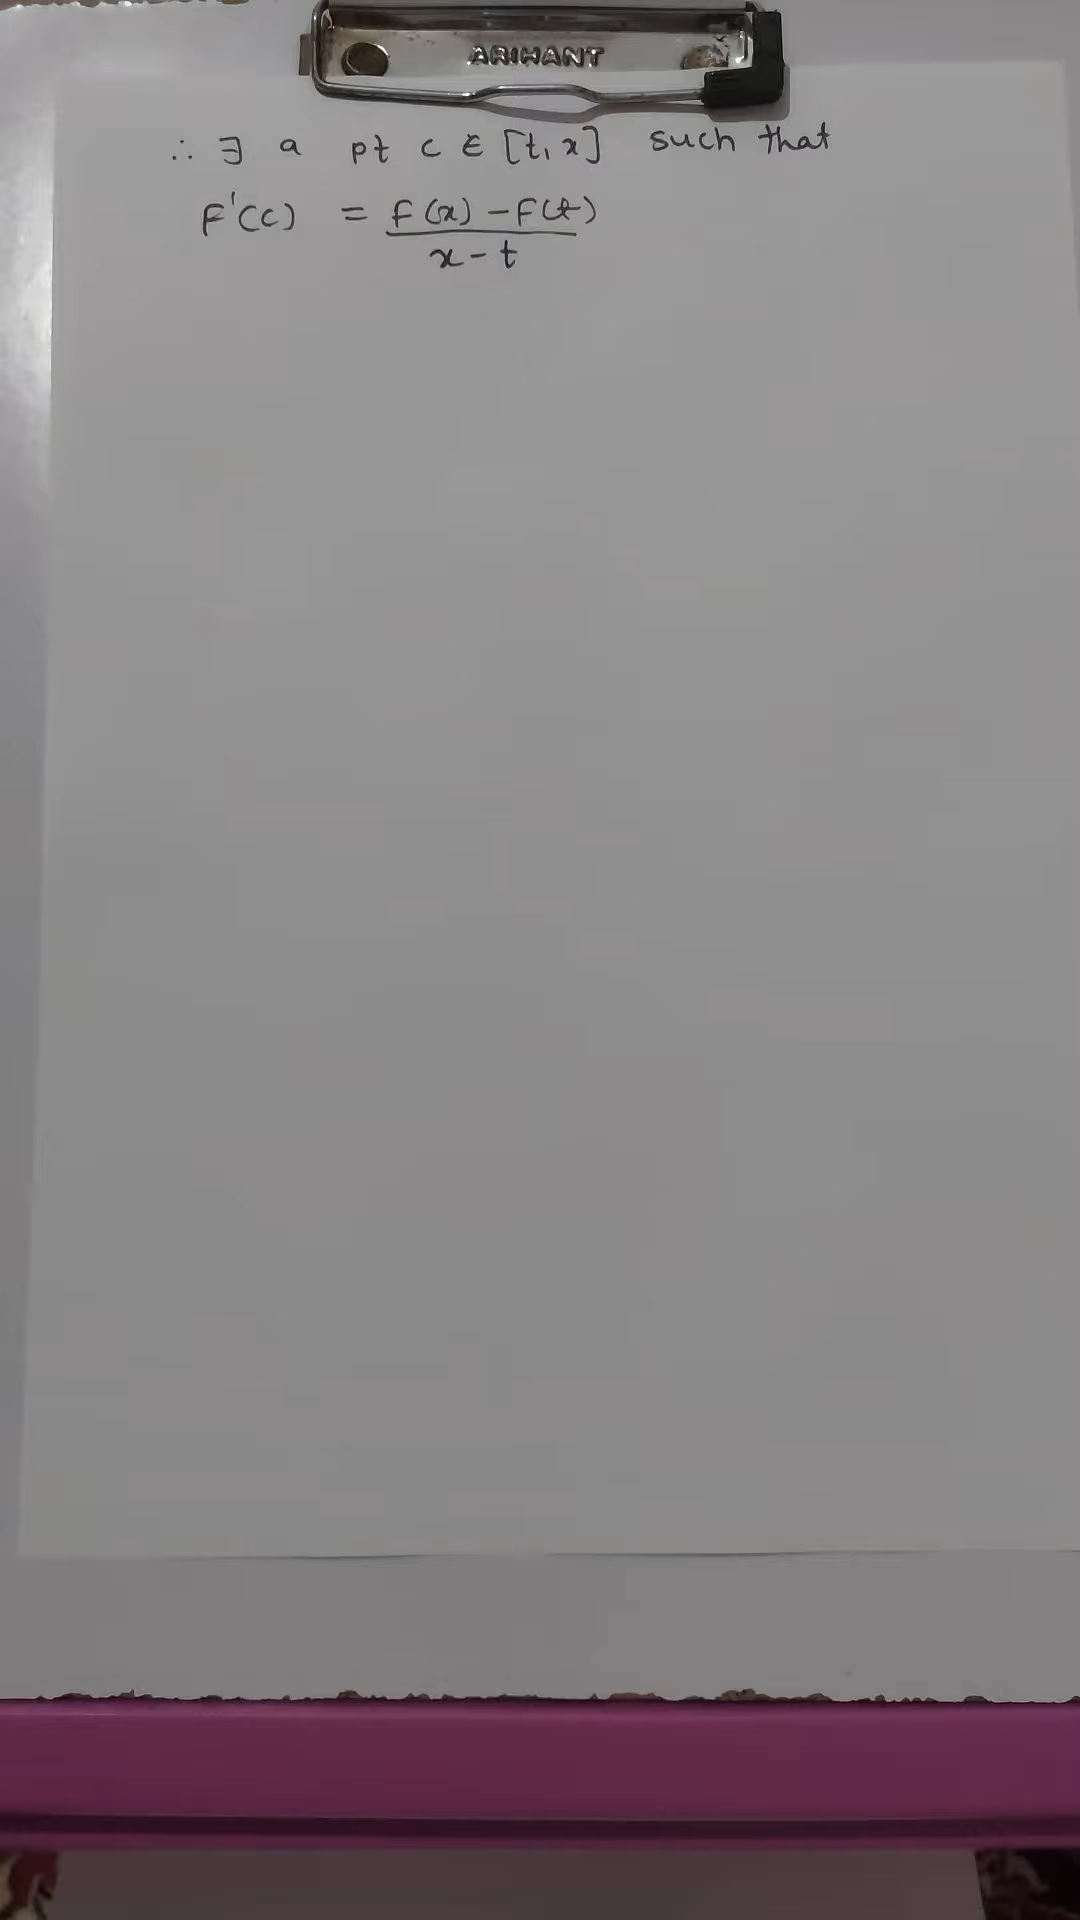 ARIHANT
∴ ∃ a pt c ∈ [t, x] such that
F'(c) = F(x) - F(t)
x - t